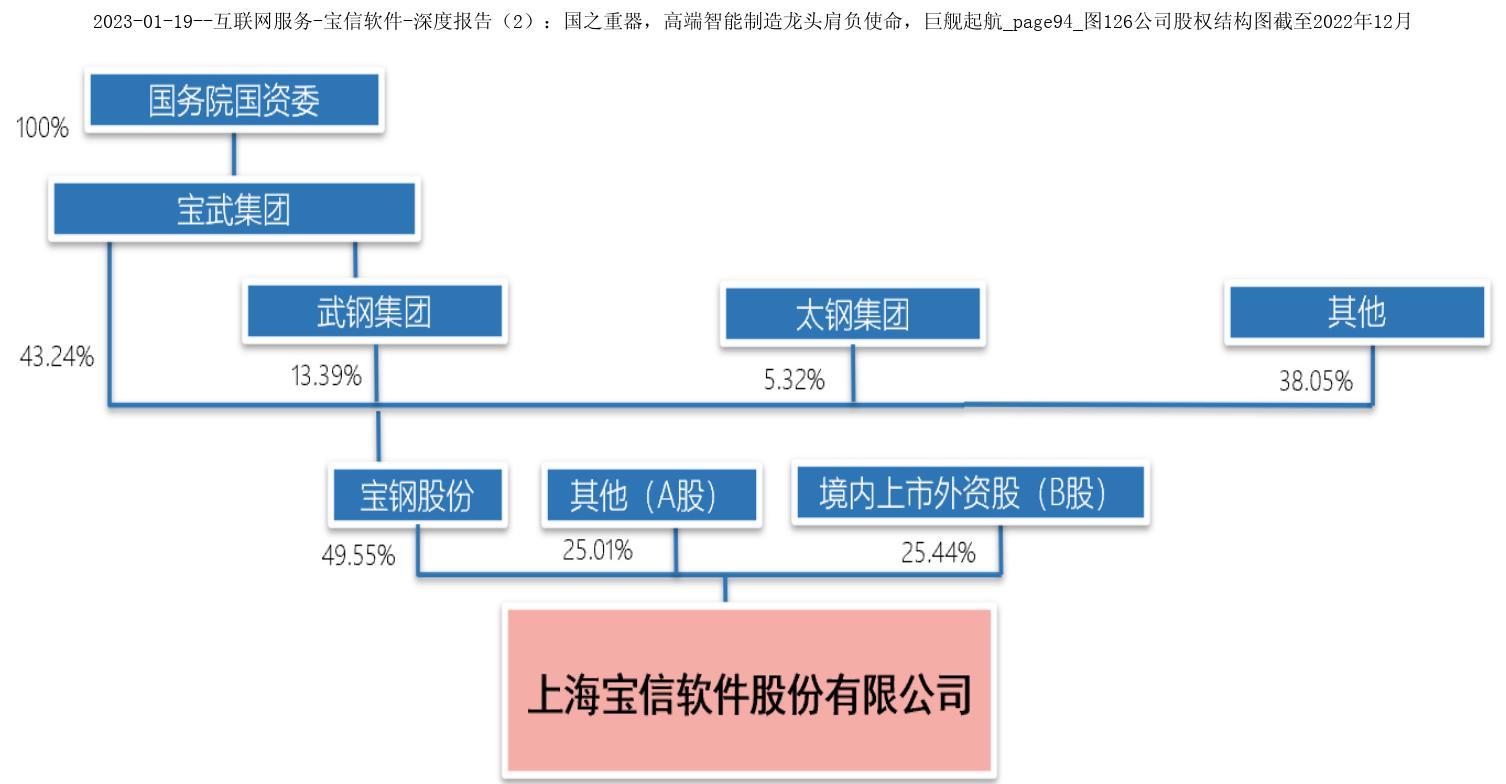 2023-01-19--互联网服务-宝信软件-深度报告（2）：国之重器，高端智能制造龙头肩负使命，巨舰起航_page94_图126公司股权结构图截至2022年12月
国务院国资委
100%
宝武集团
武钢集团
太钢集团
其他
43.24%
13.39%
5.32%
38.05%
宝钢股份
其他（A股）
境内上市外资股（B股）
49.55%
25.01%
25.44%
上海宝信软件股份有限公司